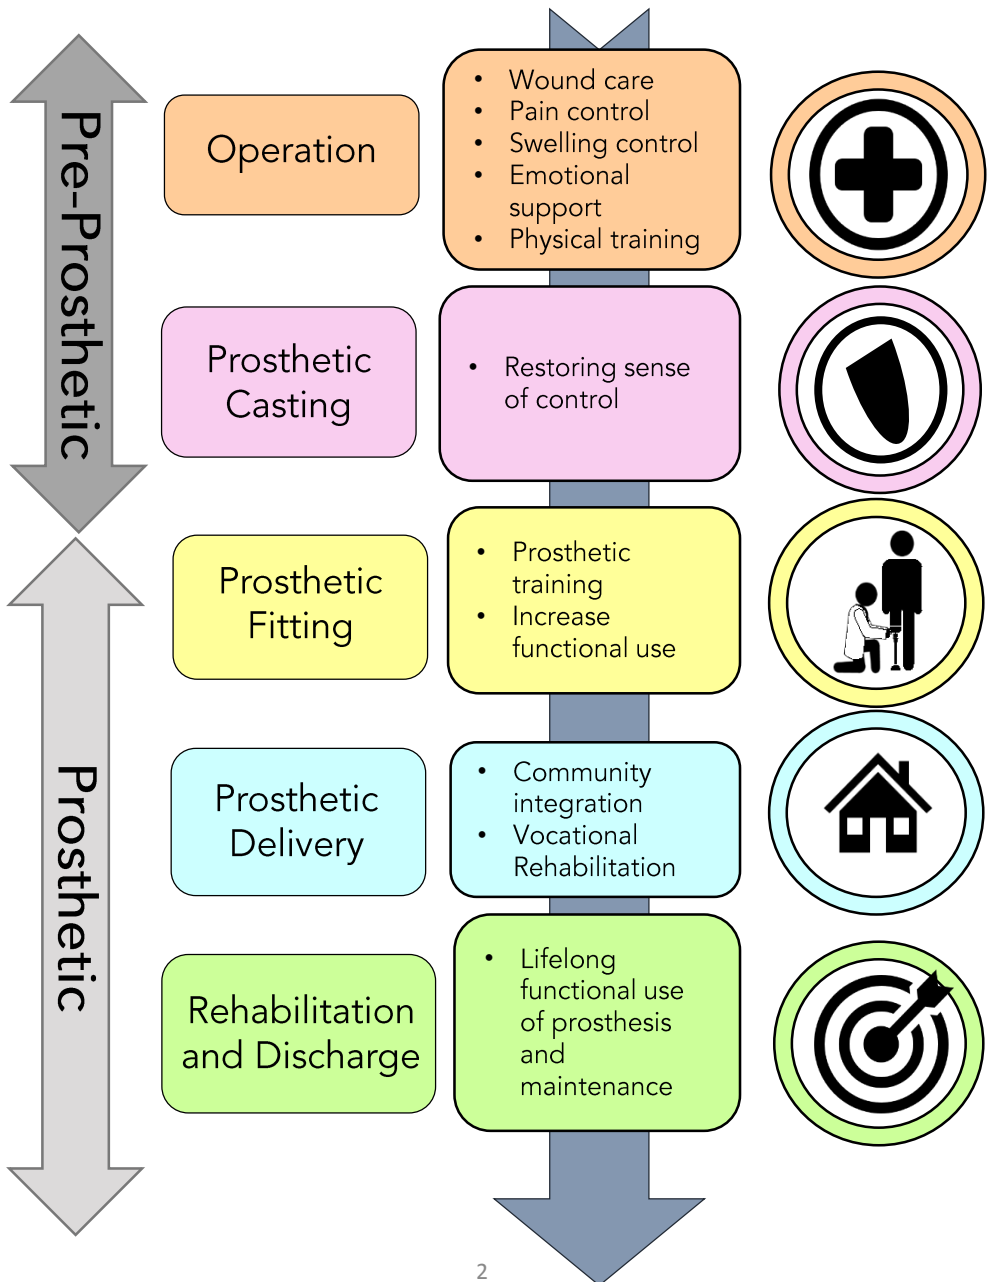 Pre-Prosthetic
Operation
• Wound care
• Pain control
• Swelling control
• Emotional
support
• Physical training
Prosthetic
Casting
• Restoring sense
of control
Prosthetic
Prosthetic
Fitting
• Prosthetic
training
• Increase
functional use
Prosthetic
Delivery
• Community
integration
• Vocational
Rehabilitation
Rehabilitation
and Discharge
• Lifelong
functional use
of prosthesis
and
maintenance
2